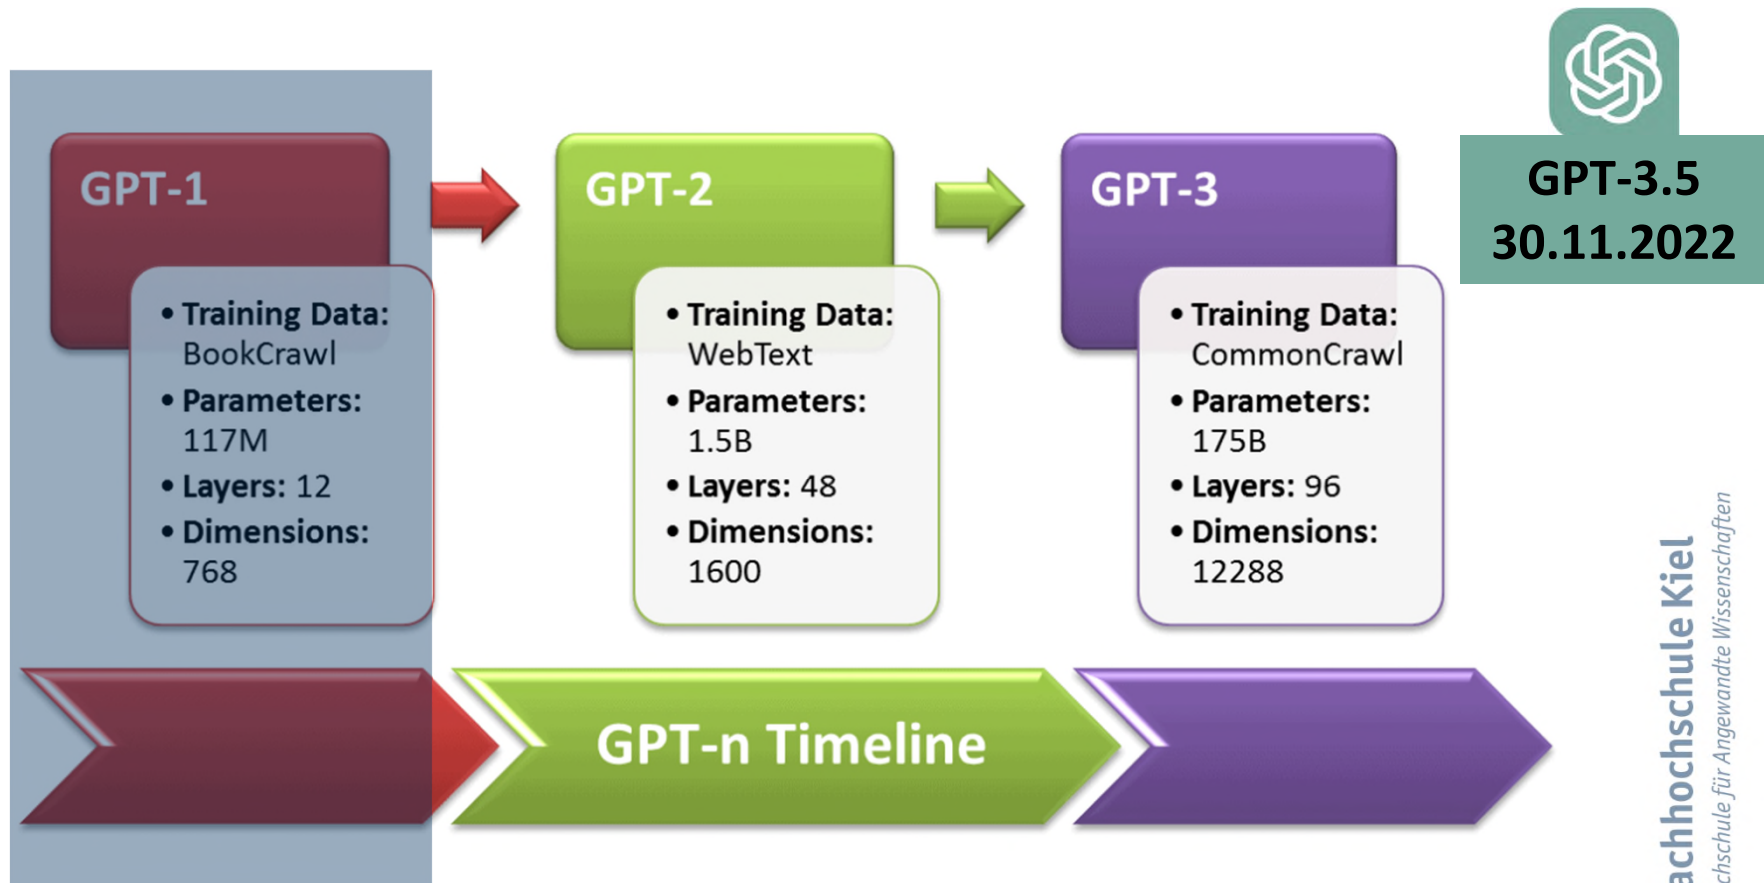 GPT-1
• Training Data:
BookCrawl
• Parameters:
117M
• Layers: 12
• Dimensions:
768
GPT-2
• Training Data:
WebText
• Parameters:
1.5B
• Layers: 48
• Dimensions:
1600
GPT-3
• Training Data:
CommonCrawl
• Parameters:
175B
• Layers: 96
• Dimensions:
12288
GPT-3.5
30.11.2022
GPT-n Timeline
achhochschule Kiel
chschule für Angewandte Wissenschaften